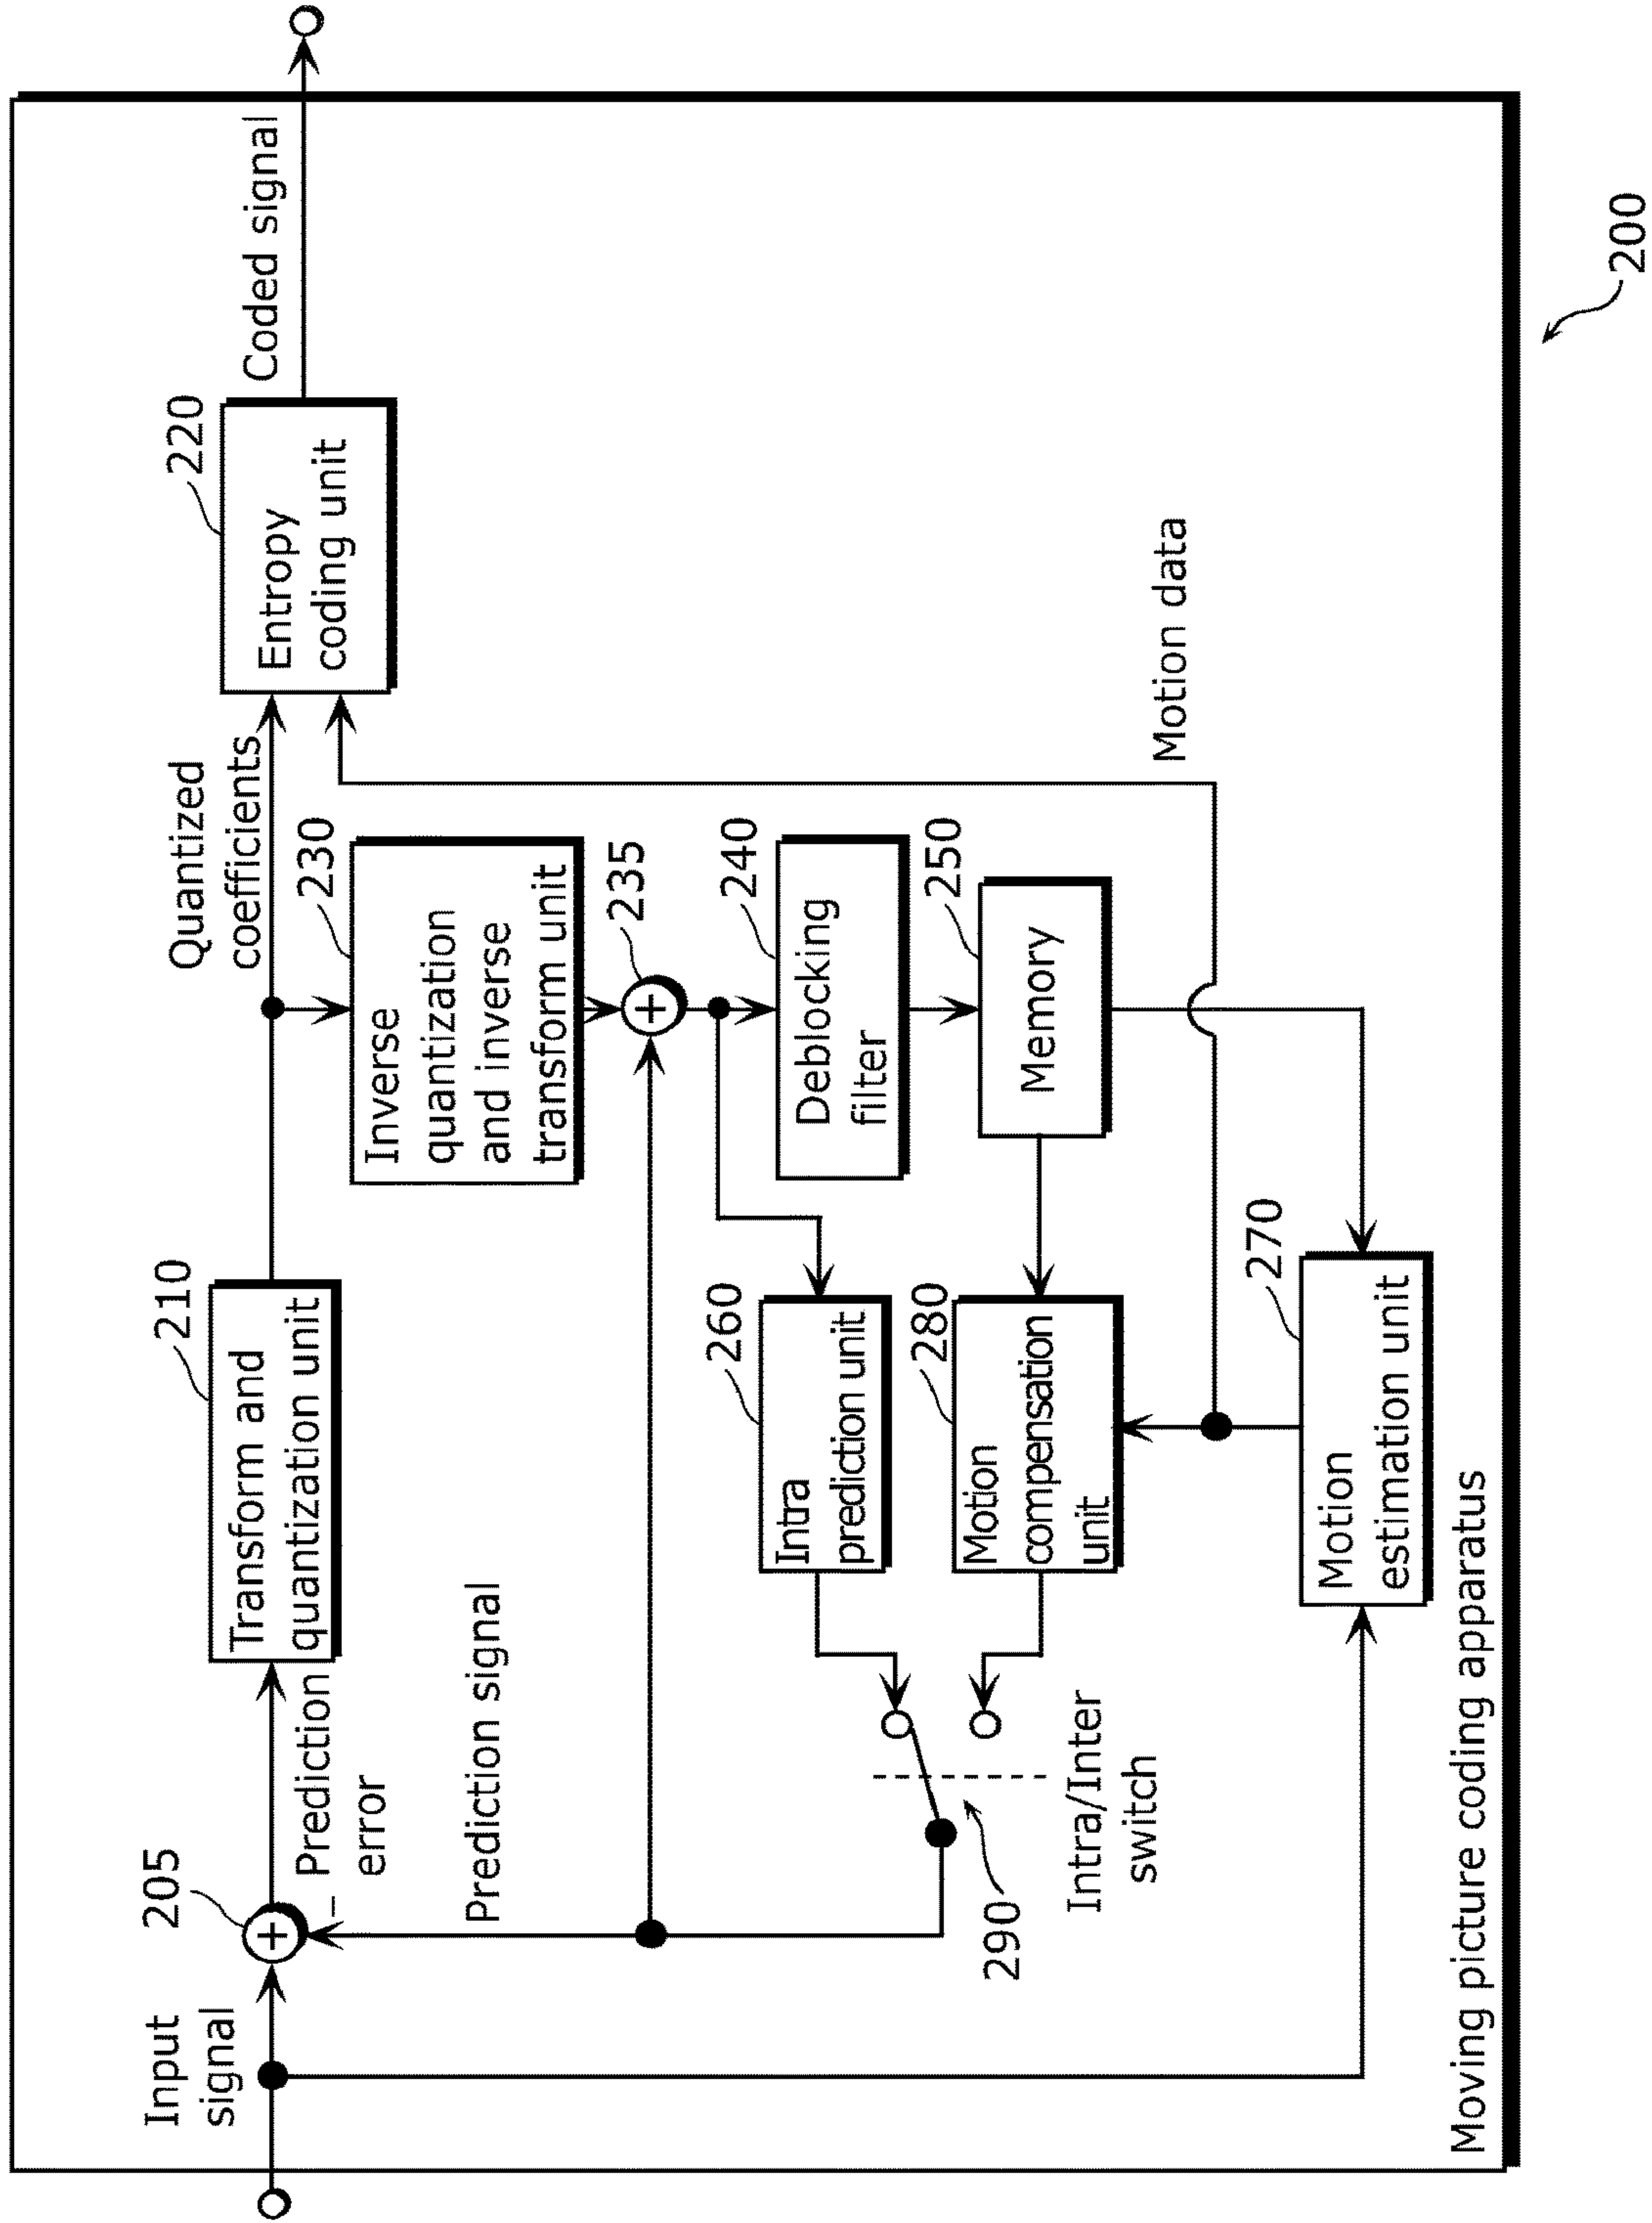 Input
signal
205
Prediction
error
–
210
Transform and
quantization unit
Quantized
coefficients
220
Entropy
coding unit
Coded signal
230
Inverse
quantization
and inverse
transform unit
235
+
+
Prediction signal
240
Deblocking
filter
250
Memory
260
Intra
prediction unit
280
Motion
compensation
unit
290
Intra/Inter
switch
270
Motion
estimation unit
Motion data
Moving picture coding apparatus
200